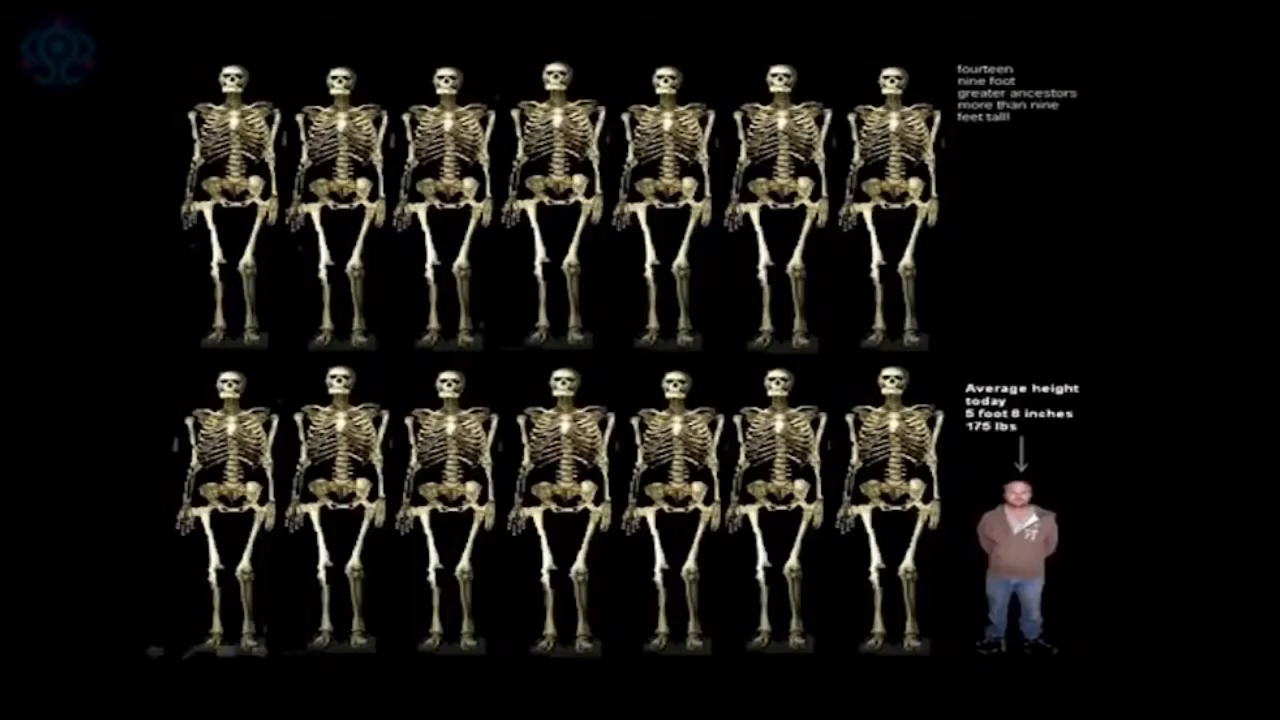 fourteen
nine foot
greater ancestors
more than nine
feet tall!
Average height
today
5 foot 8 inches
175 lbs